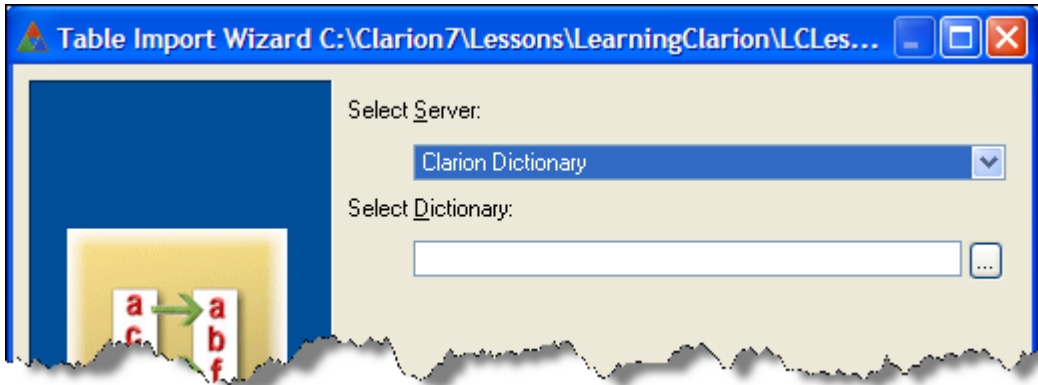 Table Import Wizard C:\Clarion7\Lessons\LearningClarion\LCLes...
Select Server:
Clarion Dictionary
Select Dictionary:
...
a a
c b
f